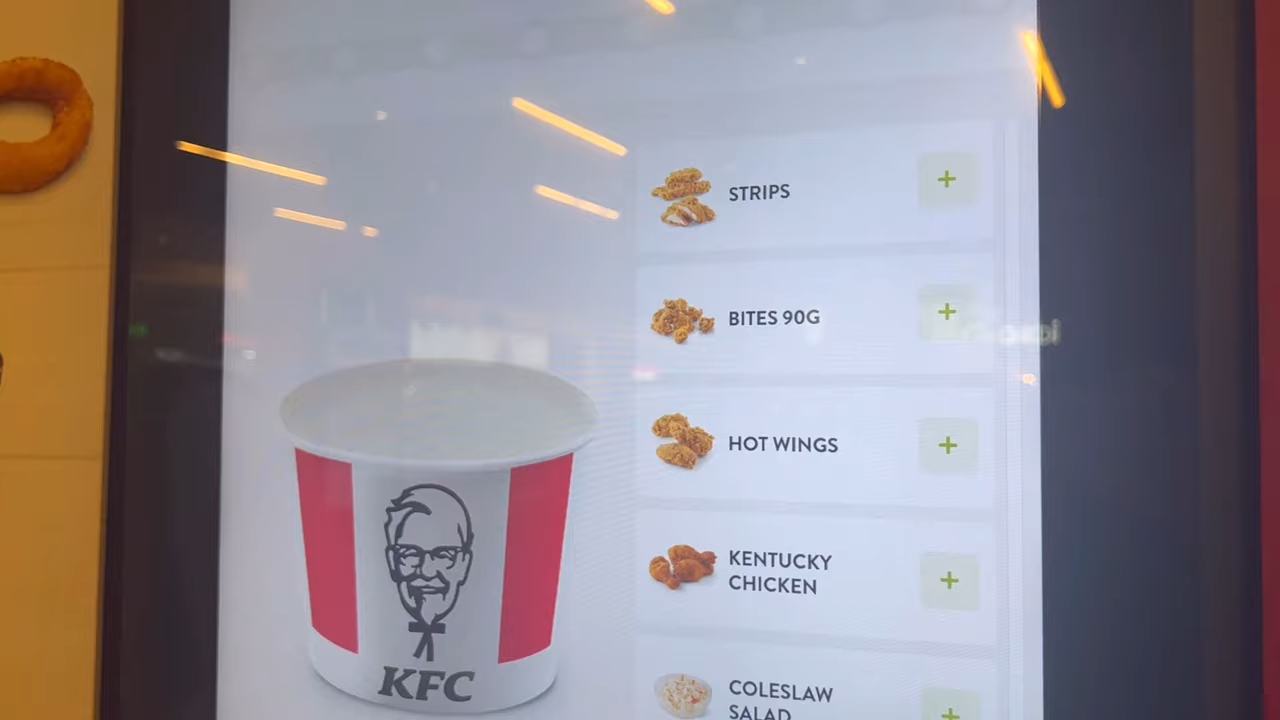 STRIPS
+
BITES 90G
+
HOT WINGS
+
KENTUCKY
CHICKEN
+
COLESLAW
SALAD
+
KFC